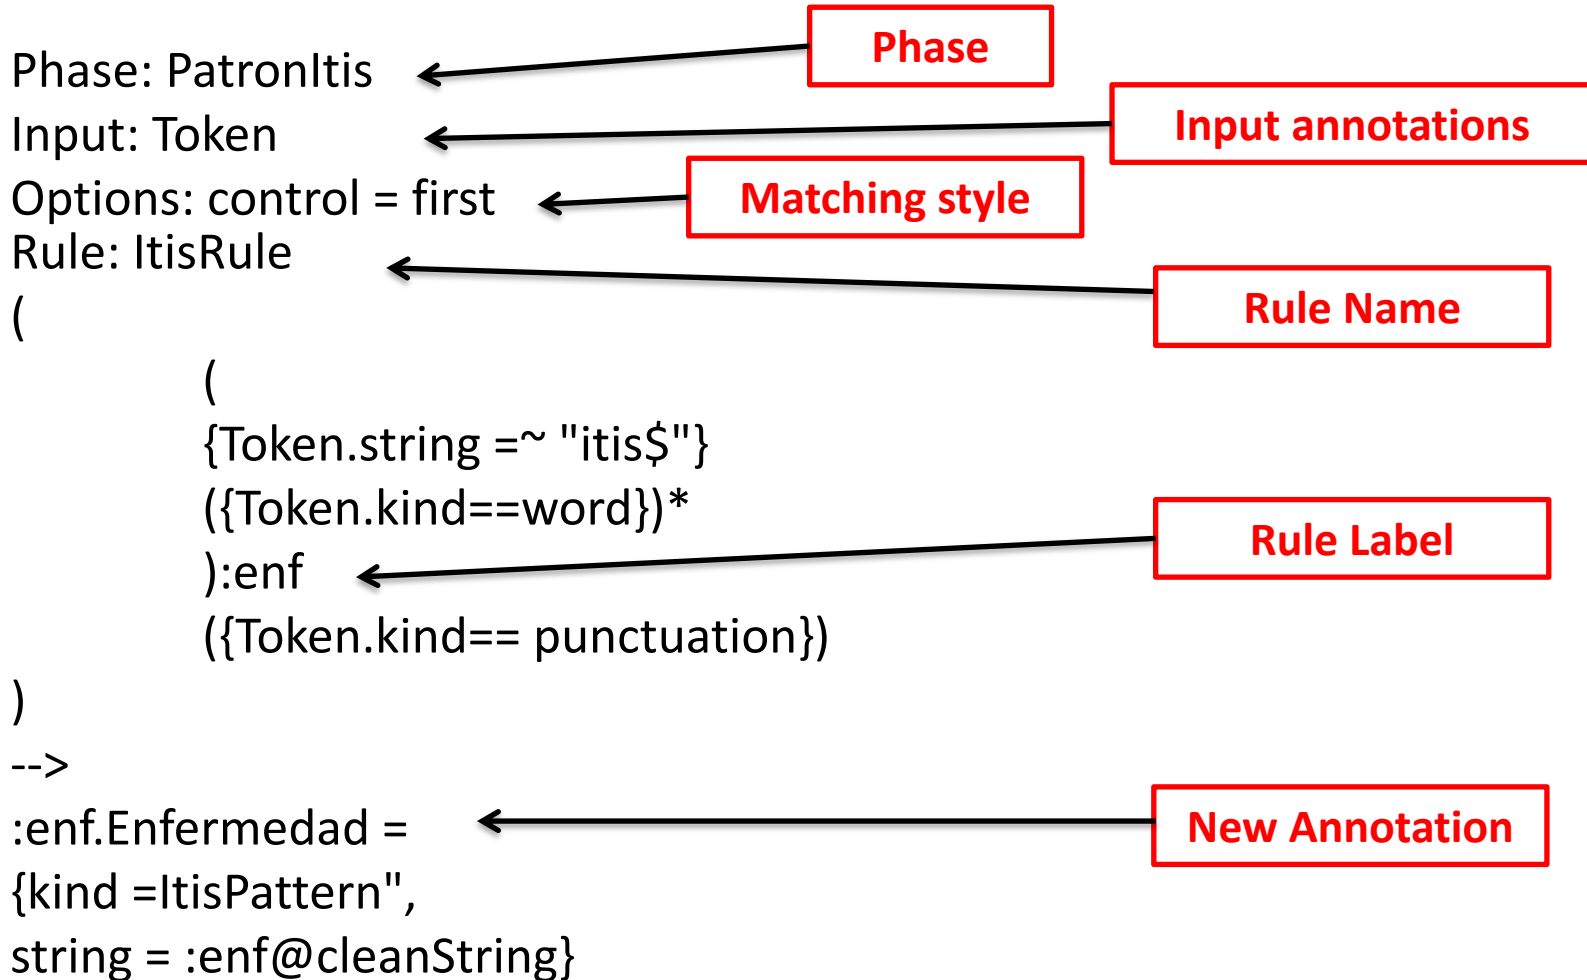 Phase
Phase: PatronItis
Input annotations
Input: Token
Matching style
Options: control = first
Rule: ItisRule
Rule Name
(
(
{Token.string =~ "itis$"}
({Token.kind==word})*
Rule Label
):enf
({Token.kind== punctuation})
)
-->
:enf.Enfermedad =
New Annotation
{kind =ItisPattern",
string = :enf@cleanString}